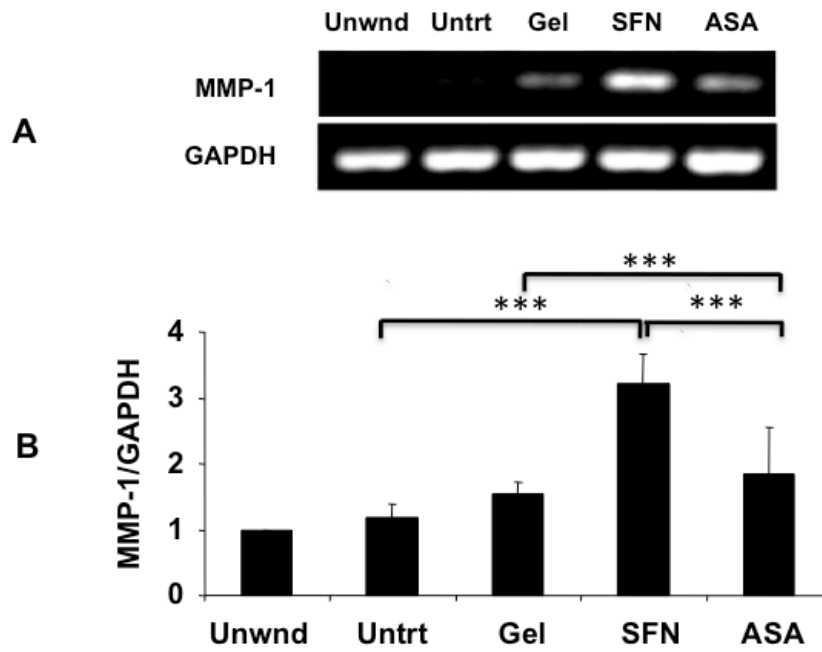 Unwnd Untrt Gel SFN ASA
MMP-1
A
GAPDH
***
*** ***
4
3
B
MMP-1/GAPDH
2
1
0
Unwnd Untrt Gel SFN ASA